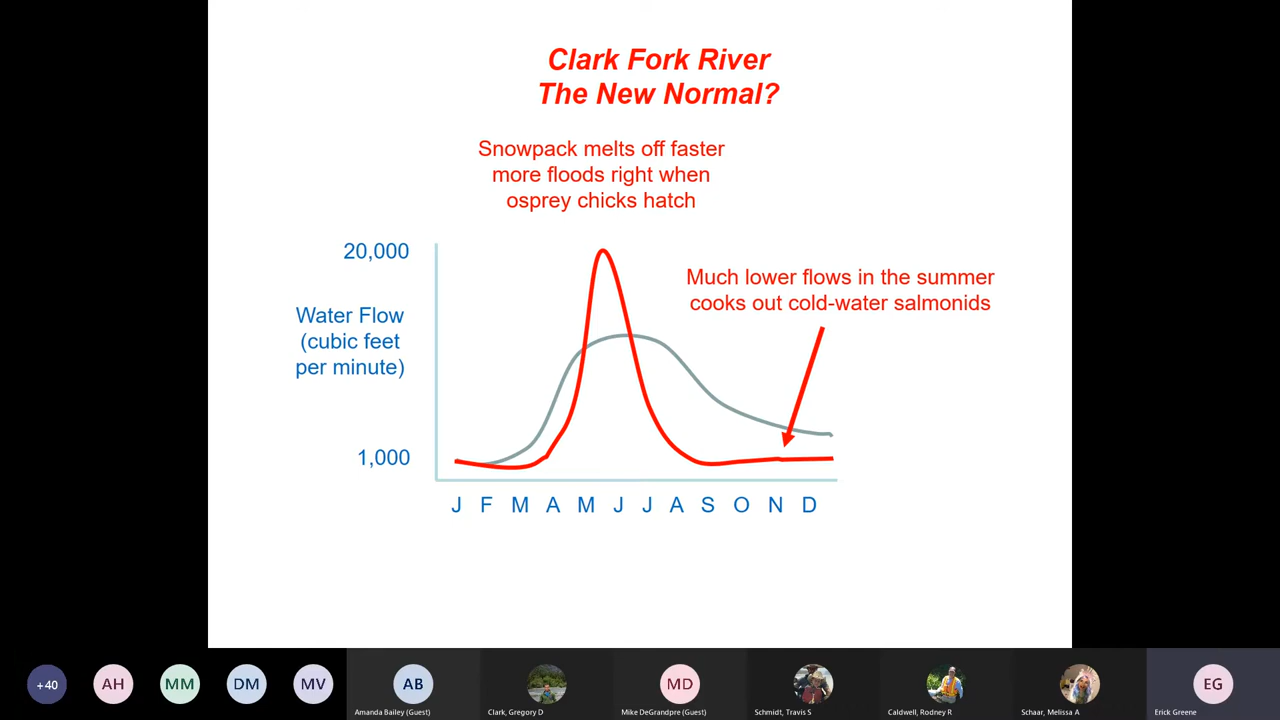 Clark Fork River
The New Normal?
Snowpack melts off faster
more floods right when
osprey chicks hatch
20,000
Much lower flows in the summer
cooks out cold-water salmonids
Water Flow
(cubic feet
per minute)
1,000
J F M A M J J A S O N D
+40 AH MM DM MV AB MD EG
Amanda Bailey (Guest) Clark, Gregory D Mike DeGrandpre (Guest) Schmidt, Travis S Caldwell, Rodney R Schaar, Melissa A Erick Greene